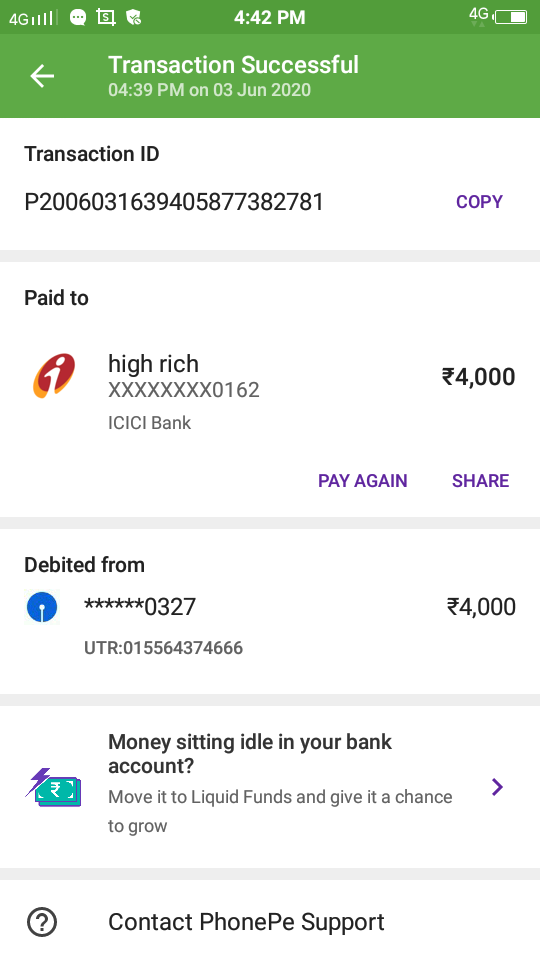 4G 4:42 PM 4G
Transaction Successful
04:39 PM on 03 Jun 2020
Transaction ID
P2006031639405877382781 COPY
Paid to
high rich
XXXXXXXX0162
₹4,000
ICICI Bank
PAY AGAIN SHARE
Debited from
******0327 ₹4,000
UTR:015564374666
Money sitting idle in your bank
account?
Move it to Liquid Funds and give it a chance
to grow
Contact PhonePe Support